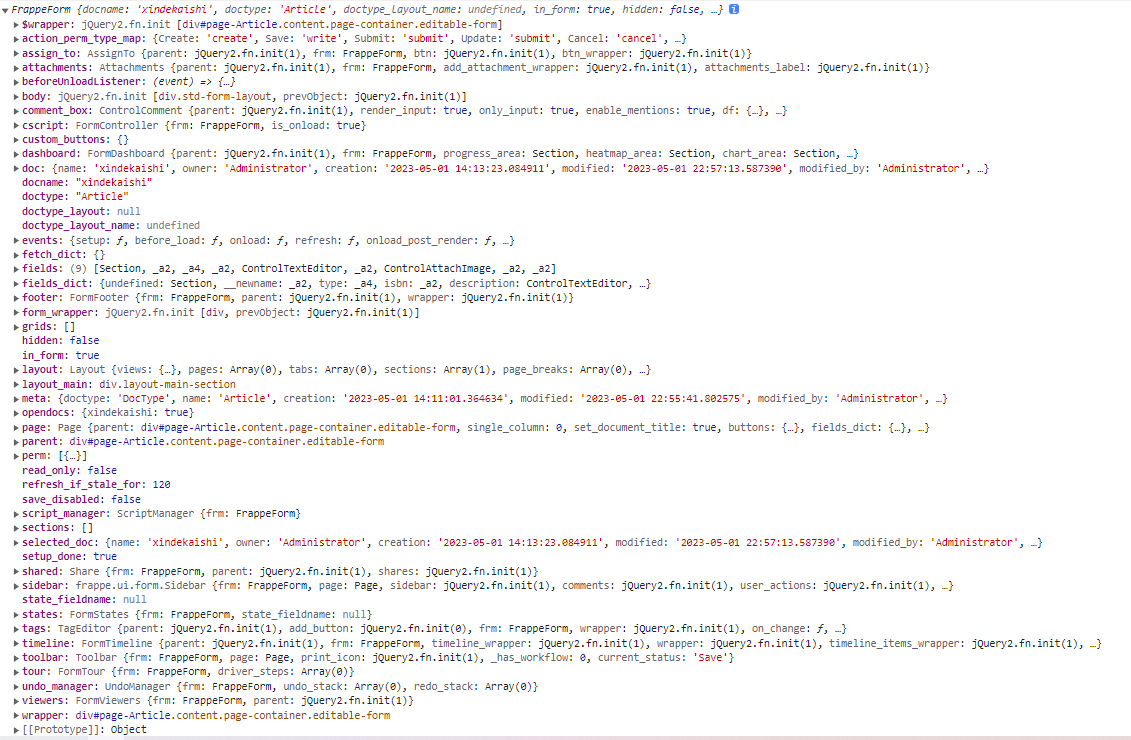 FrappeForm {docname: 'xindekaishi', doctype: 'Article', doctype_layout_name: undefined, in_form: true, hidden: false, …} i
$wrapper: jQuery2.fn.init [div#page-Article.content.page-container.editable-form]
action_perm_type_map: {Create: 'create', Save: 'write', Submit: 'submit', Update: 'submit', Cancel: 'cancel', …}
assign_to: AssignTo {parent: jQuery2.fn.init(1), frm: FrappeForm, btn: jQuery2.fn.init(1), btn_wrapper: jQuery2.fn.init(1)}
attachments: Attachments {parent: jQuery2.fn.init(1), frm: FrappeForm, add_attachment_wrapper: jQuery2.fn.init(1), attachments_label: jQuery2.fn.init(1)}
beforeUnloadListener: (event) => {…}
body: jQuery2.fn.init [div.std-form-layout, prevObject: jQuery2.fn.init(1)]
comment_box: ControlComment {parent: jQuery2.fn.init(1), render_input: true, only_input: true, enable_mentions: true, df: {…}, …}
cscript: FormController {frm: FrappeForm, is_onload: true}
custom_buttons: {}
dashboard: FormDashboard {parent: jQuery2.fn.init(1), frm: FrappeForm, progress_area: Section, heatmap_area: Section, chart_area: Section, …}
doc: {name: 'xindekaishi', owner: 'Administrator', creation: '2023-05-01 14:13:23.084911', modified: '2023-05-01 22:57:13.587390', modified_by: 'Administrator', …}
docname: "xindekaishi"
doctype: "Article"
doctype_layout: null
doctype_layout_name: undefined
events: {setup: ƒ, before_load: ƒ, onload: ƒ, refresh: ƒ, onload_post_render: ƒ, …}
fetch_dict: {}
fields: (9) [Section, _a2, _a4, _a2, ControlTextEditor, _a2, ControlAttachImage, _a2, _a2]
fields_dict: {undefined: Section, __newname: _a2, type: _a4, isbn: _a2, description: ControlTextEditor, …}
footer: FormFooter {frm: FrappeForm, parent: jQuery2.fn.init(1), wrapper: jQuery2.fn.init(1)}
form_wrapper: jQuery2.fn.init [div, prevObject: jQuery2.fn.init(1)]
grids: []
hidden: false
in_form: true
layout: Layout {views: {…}, pages: Array(0), tabs: Array(0), sections: Array(1), page_breaks: Array(0), …}
layout_main: div.layout-main-section
meta: {doctype: 'DocType', name: 'Article', creation: '2023-05-01 14:11:01.364634', modified: '2023-05-01 22:55:41.802575', modified_by: 'Administrator', …}
opendocs: {xindekaishi: true}
page: Page {parent: div#page-Article.content.page-container.editable-form, single_column: 0, set_document_title: true, buttons: {…}, fields_dict: {…}, …}
parent: div#page-Article.content.page-container.editable-form
perm: [{…}]
read_only: false
refresh_if_stale_for: 120
save_disabled: false
script_manager: ScriptManager {frm: FrappeForm}
sections: []
selected_doc: {name: 'xindekaishi', owner: 'Administrator', creation: '2023-05-01 14:13:23.084911', modified: '2023-05-01 22:57:13.587390', modified_by: 'Administrator', …}
setup_done: true
shared: Share {frm: FrappeForm, parent: jQuery2.fn.init(1), shares: jQuery2.fn.init(1)}
sidebar: frappe.ui.form.Sidebar {frm: FrappeForm, page: Page, sidebar: jQuery2.fn.init(1), comments: jQuery2.fn.init(1), user_actions: jQuery2.fn.init(1), …}
state_fieldname: null
states: FormStates {frm: FrappeForm, state_fieldname: null}
tags: TagEditor {parent: jQuery2.fn.init(1), add_button: jQuery2.fn.init(0), frm: FrappeForm, wrapper: jQuery2.fn.init(1), on_change: ƒ, …}
timeline: FormTimeline {parent: jQuery2.fn.init(1), frm: FrappeForm, timeline_wrapper: jQuery2.fn.init(1), wrapper: jQuery2.fn.init(1), timeline_items_wrapper: jQuery2.fn.init(1), …}
toolbar: Toolbar {frm: FrappeForm, page: Page, print_icon: jQuery2.fn.init(1), _has_workflow: 0, current_status: 'Save'}
tour: FormTour {frm: FrappeForm, driver_steps: Array(0)}
undo_manager: UndoManager {frm: FrappeForm, undo_stack: Array(0), redo_stack: Array(0)}
viewers: FormViewers {frm: FrappeForm, parent: jQuery2.fn.init(1)}
wrapper: div#page-Article.content.page-container.editable-form
[[Prototype]]: Object